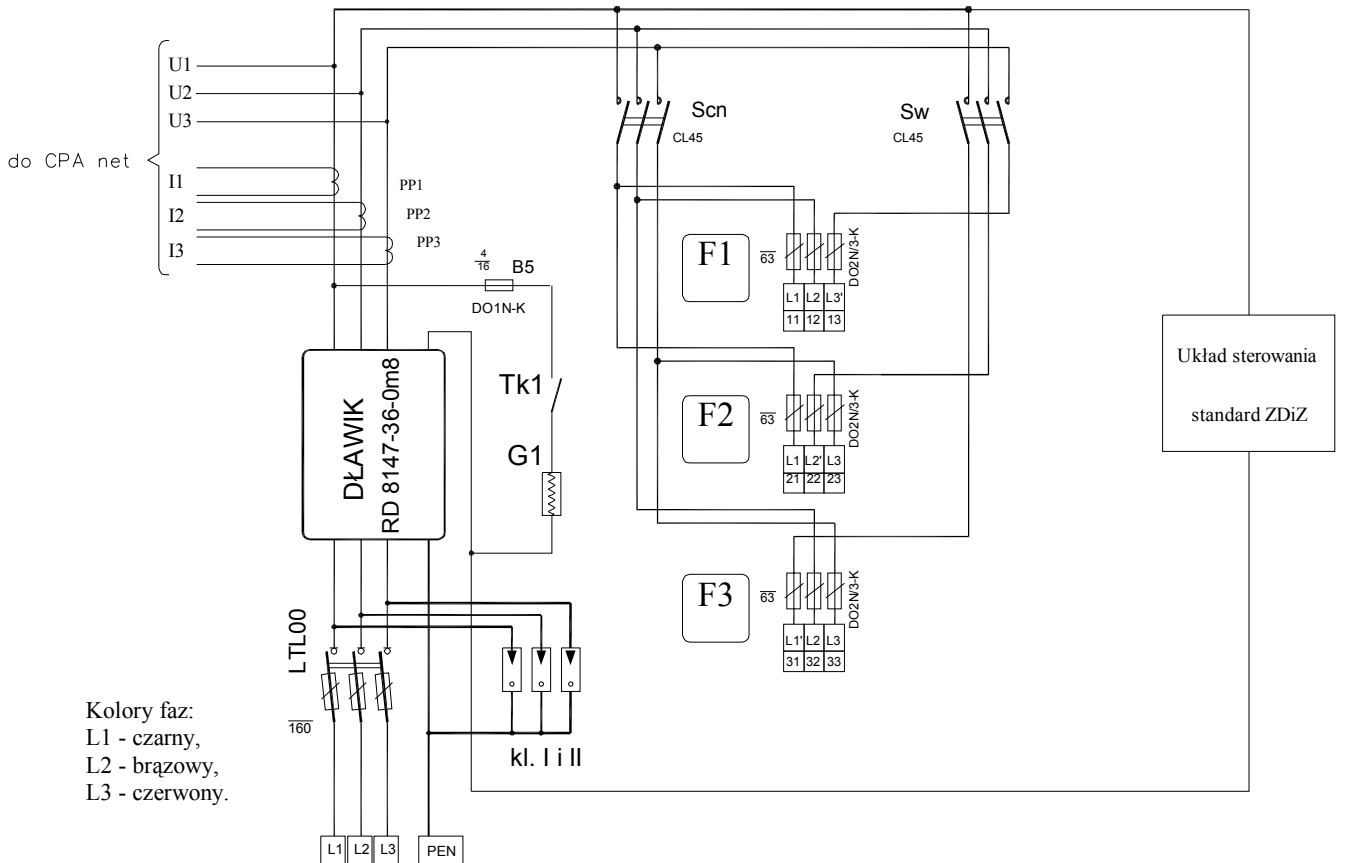 U1
U2
U3
do CPA net
I1
I2
I3
PP1
PP2
PP3
Scn
CL45
Sw
CL45
4
16
B5
DO1N-K
F1
63
DO2N/3-K
L1 L2 L3'
11 12 13
DŁAWIK
RD 8147-36-0m8
Tk1
G1
F2
63
DO2N/3-K
L1 L2' L3
21 22 23
Układ sterowania
standard ZDiZ
F3
63
DO2N/3-K
L1' L2 L3
31 32 33
LTL00
160
kl. I i II
Kolory faz:
L1 - czarny,
L2 - brązowy,
L3 - czerwony.
L1 L2 L3 PEN